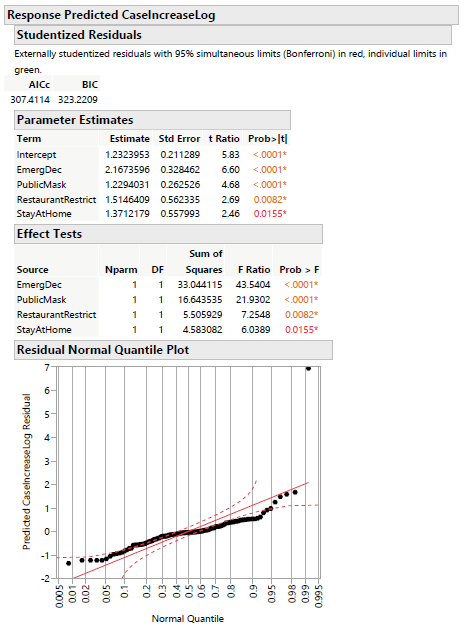 Response Predicted CaseIncreaseLog
Studentized Residuals
Externally studentized residuals with 95% simultaneous limits (Bonferroni) in red, individual limits in
green.
AICc BIC
307.4114 323.2209
Parameter Estimates
Term Estimate Std Error t Ratio Prob>|t|
Intercept 1.2323953 0.211289 5.83 <.0001*
EmergDec 2.1673596 0.328462 6.60 <.0001*
PublicMask 1.2294031 0.262526 4.68 <.0001*
RestaurantRestrict 1.5146409 0.562335 2.69 0.0082*
StayAtHome 1.3712179 0.557993 2.46 0.0155*
Effect Tests
Sum of
Source Nparm DF Squares F Ratio Prob > F
EmergDec 1 1 33.044115 43.5404 <.0001*
PublicMask 1 1 16.643535 21.9302 <.0001*
RestaurantRestrict 1 1 5.505929 7.2548 0.0082*
StayAtHome 1 1 4.583082 6.0389 0.0155*
Residual Normal Quantile Plot
Predicted CaseIncreaseLog Residual
7
6
5
4
3
2
1
0
-1
-2
0.005 0.01 0.02 0.05 0.1 0.2 0.3 0.4 0.5 0.6 0.7 0.8 0.9 0.95 0.98 0.99 0.995
Normal Quantile